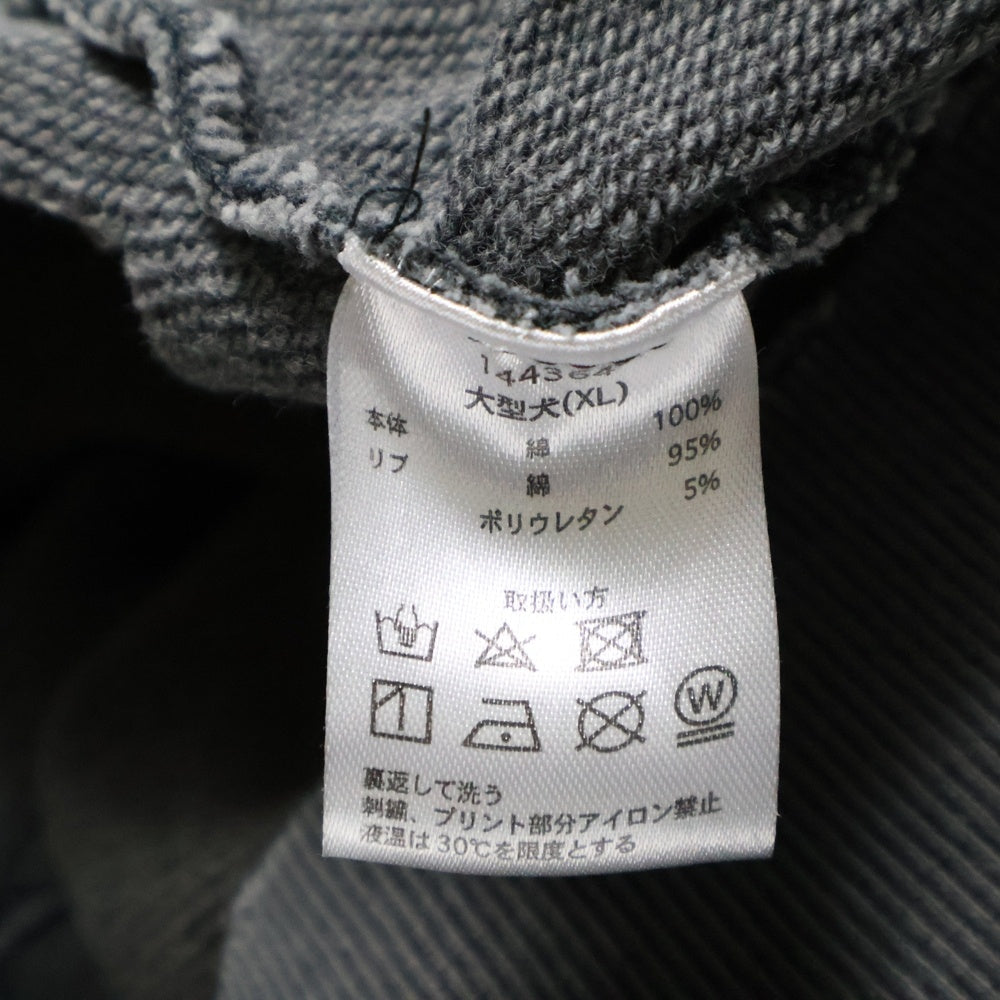 144364
大型犬(XL)
本体 綿 100%
リブ 綿 95%
ポリウレタン 5%
取扱い方
W
裏返して洗う
刺繍、プリント部分アイロン禁止
液温は30℃を限度とする